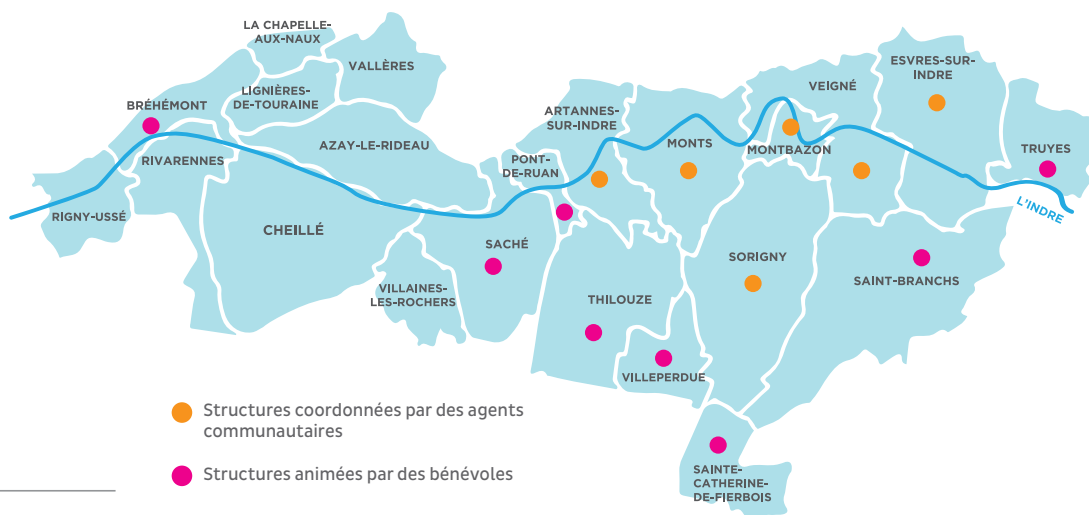 LA CHAPELLE-
AUX-NAUX
VALLÈRES
LIGNIÈRES-
DE-TOURAINE
BRÉHÉMONT
RIVARENNES
AZAY-LE-RIDEAU
RIGNY-USSÉ
CHEILLÉ
VILLAINES-
LES-ROCHERS
SACHÉ
PONT-
DE-RUAN
ARTANNES-
SUR-INDRE
MONTS
VEIGNÉ
MONTBAZON
ESVRES-SUR-
INDRE
TRUYES
L'INDRE
SORIGNY
SAINT-BRANCHS
THILOUZE
VILLEPERDUE
SAINTE-
CATHERINE-
DE-FIERBOIS
Structures coordonnées par des agents
communautaires
Structures animées par des bénévoles